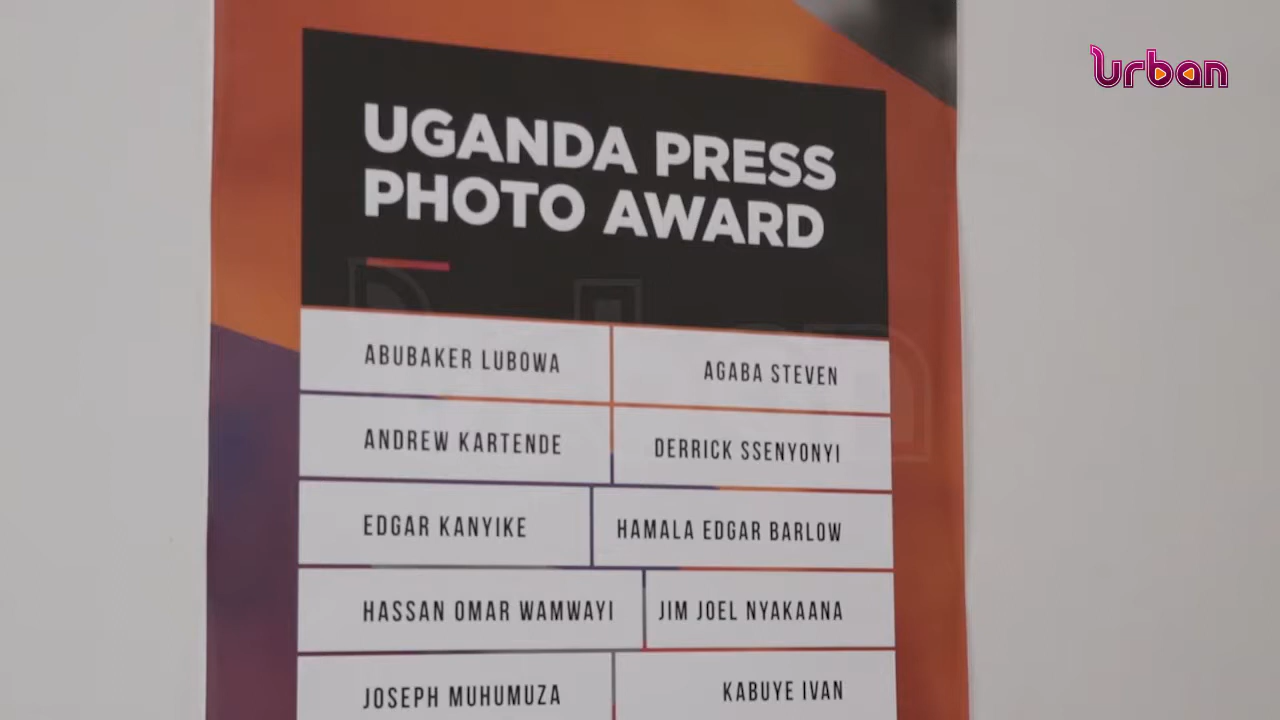 Urban
UGANDA PRESS
PHOTO AWARD
ABUBAKER LUBOWA
AGABA STEVEN
ANDREW KARTENDE
DERRICK SSENYONYI
EDGAR KANYIKE
HAMALA EDGAR BARLOW
HASSAN OMAR WAMWAYI
JIM JOEL NYAKAANA
JOSEPH MUHUMUZA
KABUYE IVAN